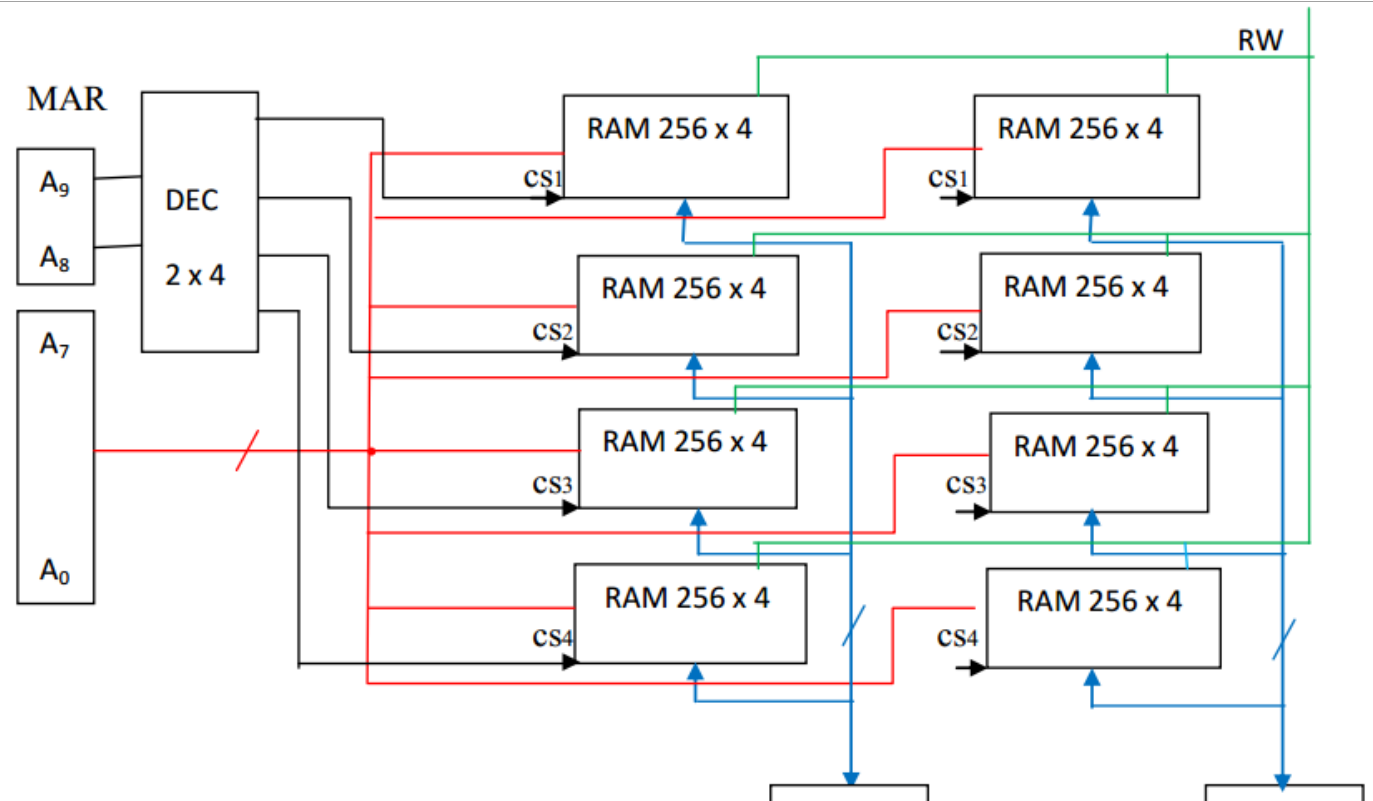 RW
MAR
RAM 256 x 4
RAM 256 x 4
A9
DEC
CS1
CS1
A8
2 x 4
RAM 256 x 4
RAM 256 x 4
A7
CS2
CS2
RAM 256 x 4
RAM 256 x 4
CS3
CS3
A0
RAM 256 x 4
RAM 256 x 4
CS4
CS4